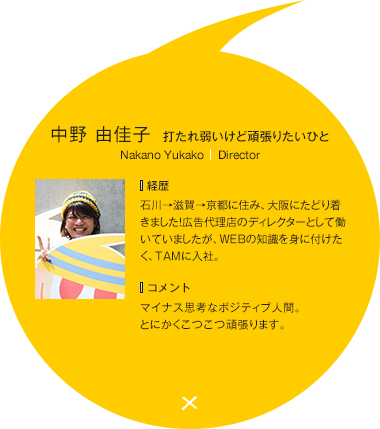 中野 由佳子 打たれ弱いけど頑張りたいひと
Nakano Yukako | Director
経歴
石川→滋賀→京都に住み、大阪にたどり着
きました!広告代理店のディレクターとして働
いていましたが、WEBの知識を身に付けた
く、TAMに入社。
コメント
マイナス思考なポジティブ人間。
とにかくこつこつ頑張ります。